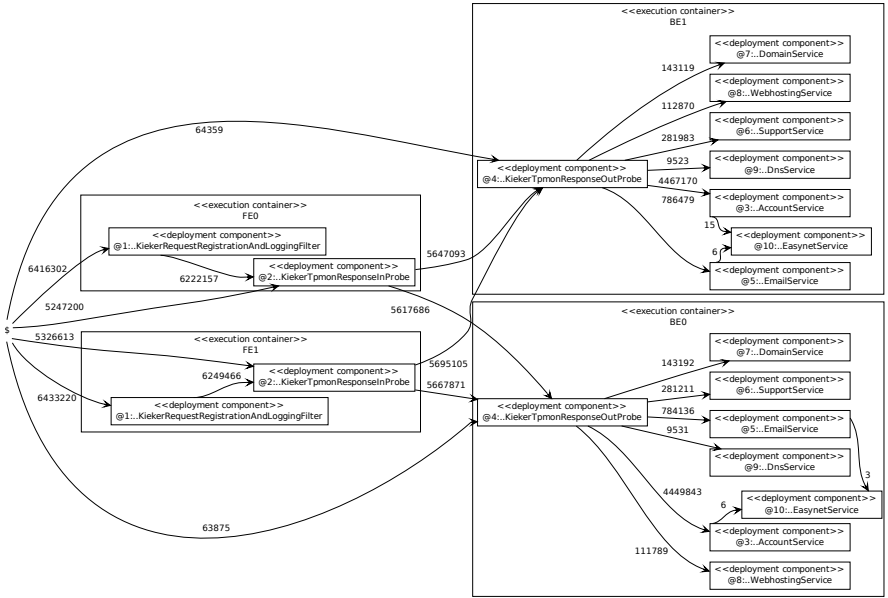 <<execution container>>
BE1
<<deployment component>>
@7:..DomainService
143119
<<deployment component>>
@8:..WebhostingService
112870
<<deployment component>>
@6:..SupportService
281983
<<deployment component>>
@9:..DnsService
9523
<<deployment component>>
@4:..KiekerTpmonResponseOutProbe
4467170
<<deployment component>>
@3:..AccountService
786479
15
<<deployment component>>
@10:..EasynetService
6
<<deployment component>>
@5:..EmailService
64359
<<execution container>>
FE0
<<deployment component>>
@1:..KiekerRequestRegistrationAndLoggingFilter
6416302
6222157
<<deployment component>>
@2:..KiekerTpmonResponseInProbe
5647093
5247200
5617686
$
5326613
<<execution container>>
FE1
<<deployment component>>
@2:..KiekerTpmonResponseInProbe
6249466
5695105
5667871
6433220
<<deployment component>>
@1:..KiekerRequestRegistrationAndLoggingFilter
<<execution container>>
BE0
<<deployment component>>
@7:..DomainService
143192
<<deployment component>>
@6:..SupportService
281211
<<deployment component>>
@4:..KiekerTpmonResponseOutProbe
784136
<<deployment component>>
@5:..EmailService
9531
<<deployment component>>
@9:..DnsService
3
4449843
6
<<deployment component>>
@10:..EasynetService
<<deployment component>>
@3:..AccountService
63875
111789
<<deployment component>>
@8:..WebhostingService